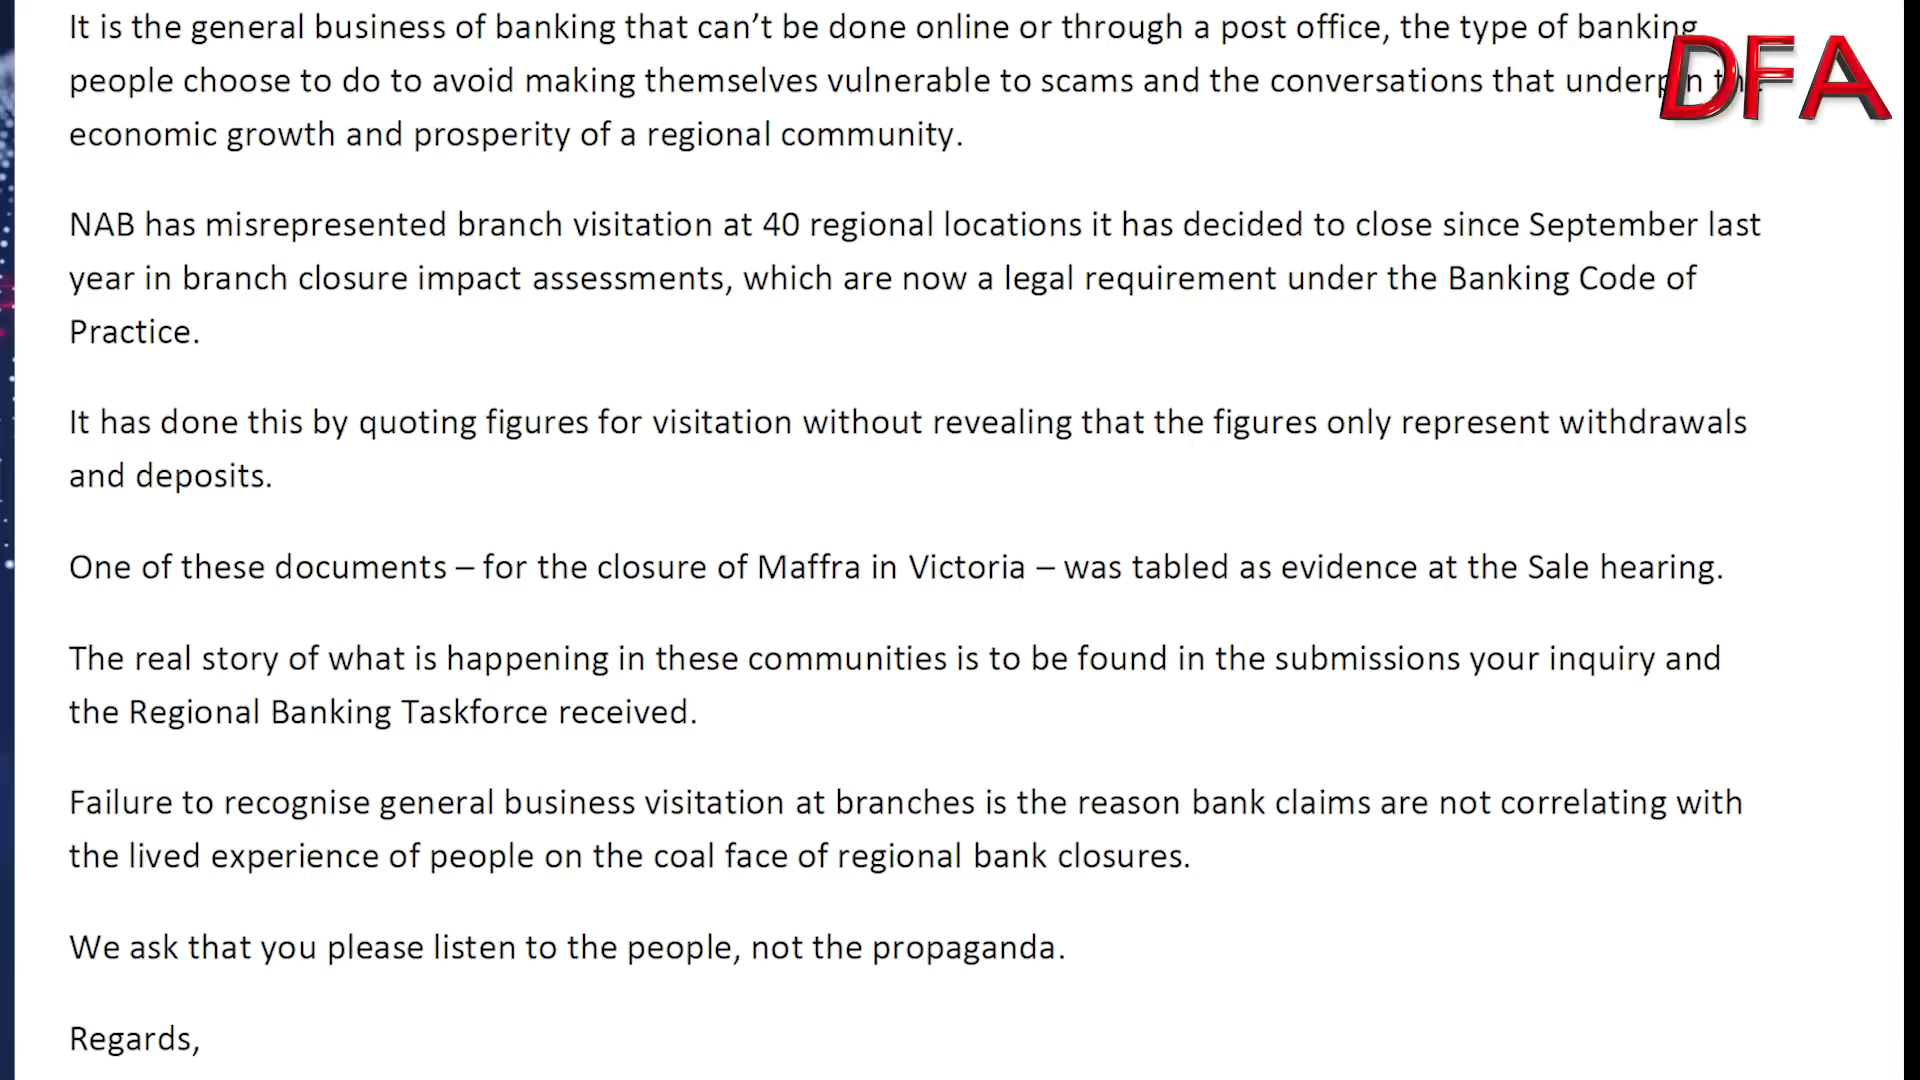 It is the general business of banking that can’t be done online or through a post office, the type of banking
people choose to do to avoid making themselves vulnerable to scams and the conversations that underpin the
economic growth and prosperity of a regional community.
NAB has misrepresented branch visitation at 40 regional locations it has decided to close since September last
year in branch closure impact assessments, which are now a legal requirement under the Banking Code of
Practice.
It has done this by quoting figures for visitation without revealing that the figures only represent withdrawals
and deposits.
One of these documents – for the closure of Maffra in Victoria – was tabled as evidence at the Sale hearing.
The real story of what is happening in these communities is to be found in the submissions your inquiry and
the Regional Banking Taskforce received.
Failure to recognise general business visitation at branches is the reason bank claims are not correlating with
the lived experience of people on the coal face of regional bank closures.
We ask that you please listen to the people, not the propaganda.
Regards,
DFA